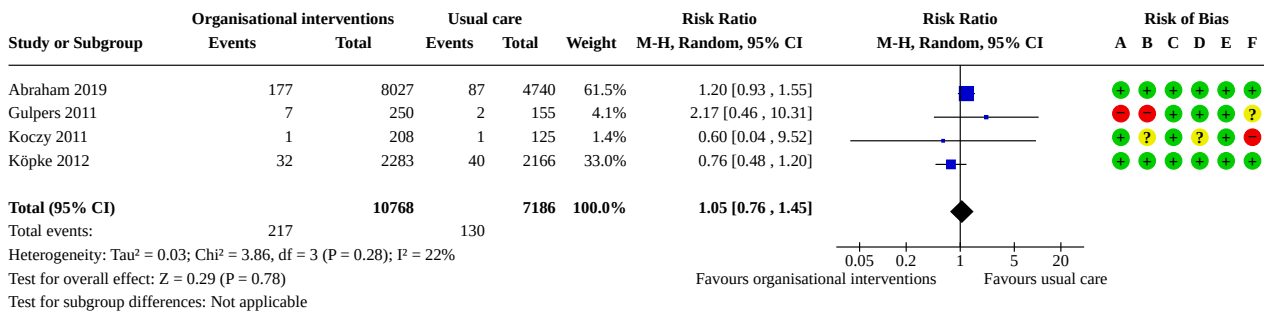 Organisational interventions Usual care Risk Ratio Risk Ratio Risk of Bias
Study or Subgroup Events Total Events Total Weight M-H, Random, 95% CI M-H, Random, 95% CI A B C D E F
Abraham 2019 177 8027 87 4740 61.5% 1.20 [0.93 , 1.55] + + + + + +
Gulpers 2011 7 250 2 155 4.1% 2.17 [0.46 , 10.31] − − + + + ?
Koczy 2011 1 208 1 125 1.4% 0.60 [0.04 , 9.52] + ? + ? + −
Köpke 2012 32 2283 40 2166 33.0% 0.76 [0.48 , 1.20] + + + + + +
Total (95% CI) 10768 7186 100.0% 1.05 [0.76 , 1.45]
Total events: 217 130
Heterogeneity: Tau² = 0.03; Chi² = 3.86, df = 3 (P = 0.28); I² = 22%
0.05 0.2 1 5 20
Test for overall effect: Z = 0.29 (P = 0.78) Favours organisational interventions Favours usual care
Test for subgroup differences: Not applicable